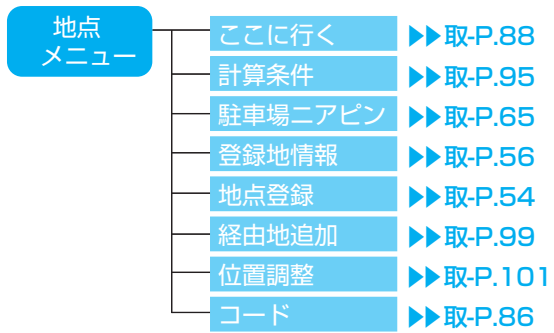 地点
メニュー
ここに行く ▶▶取-P.88
計算条件 ▶▶取-P.95
駐車場ニアピン ▶▶取-P.65
登録地情報 ▶▶取-P.56
地点登録 ▶▶取-P.54
経由地追加 ▶▶取-P.99
位置調整 ▶▶取-P.101
コード ▶▶取-P.86